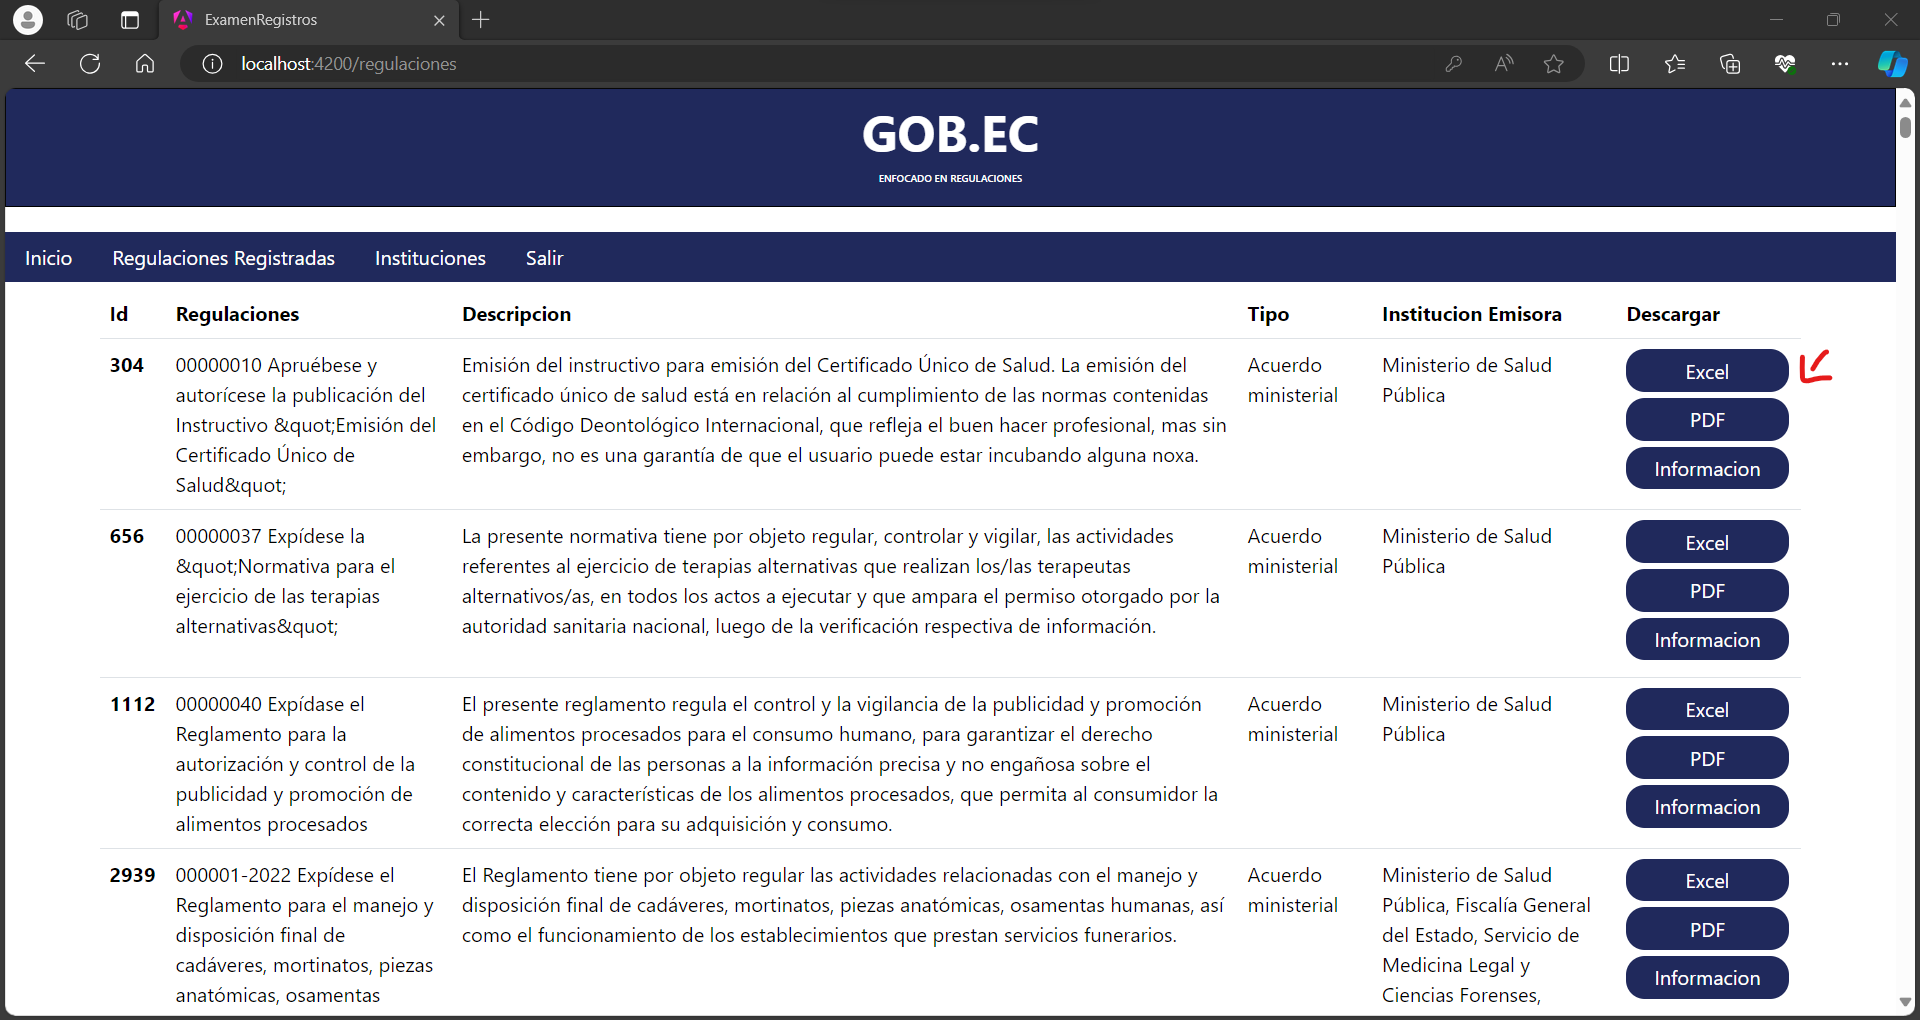 ExamenRegistros
localhost:4200/regulaciones
GOB.EC
ENFOCADO EN REGULACIONES
Inicio Regulaciones Registradas Instituciones Salir
Id Regulaciones Descripcion Tipo Institucion Emisora Descargar
304
00000010 Apruébese y
autorícese la publicación del
Instructivo &quot;Emisión del
Certificado Único de
Salud&quot;
Emisión del instructivo para emisión del Certificado Único de Salud. La emisión del
certificado único de salud está en relación al cumplimiento de las normas contenidas
en el Código Deontológico Internacional, que refleja el buen hacer profesional, mas sin
embargo, no es una garantía de que el usuario puede estar incubando alguna noxa.
Acuerdo
ministerial
Ministerio de Salud
Pública
Excel
PDF
Informacion
656
00000037 Expídese la
&quot;Normativa para el
ejercicio de las terapias
alternativas&quot;
La presente normativa tiene por objeto regular, controlar y vigilar, las actividades
referentes al ejercicio de terapias alternativas que realizan los/las terapeutas
alternativos/as, en todos los actos a ejecutar y que ampara el permiso otorgado por la
autoridad sanitaria nacional, luego de la verificación respectiva de información.
Acuerdo
ministerial
Ministerio de Salud
Pública
Excel
PDF
Informacion
1112
00000040 Expídase el
Reglamento para la
autorización y control de la
publicidad y promoción de
alimentos procesados
El presente reglamento regula el control y la vigilancia de la publicidad y promoción
de alimentos procesados para el consumo humano, para garantizar el derecho
constitucional de las personas a la información precisa y no engañosa sobre el
contenido y características de los alimentos procesados, que permita al consumidor la
correcta elección para su adquisición y consumo.
Acuerdo
ministerial
Ministerio de Salud
Pública
Excel
PDF
Informacion
2939
000001-2022 Expídese el
Reglamento para el manejo y
disposición final de
cadáveres, mortinatos, piezas
anatómicas, osamentas
El Reglamento tiene por objeto regular las actividades relacionadas con el manejo y
disposición final de cadáveres, mortinatos, piezas anatómicas, osamentas humanas, así
como el funcionamiento de los establecimientos que prestan servicios funerarios.
Acuerdo
ministerial
Ministerio de Salud
Pública, Fiscalía General
del Estado, Servicio de
Medicina Legal y
Ciencias Forenses,
Excel
PDF
Informacion